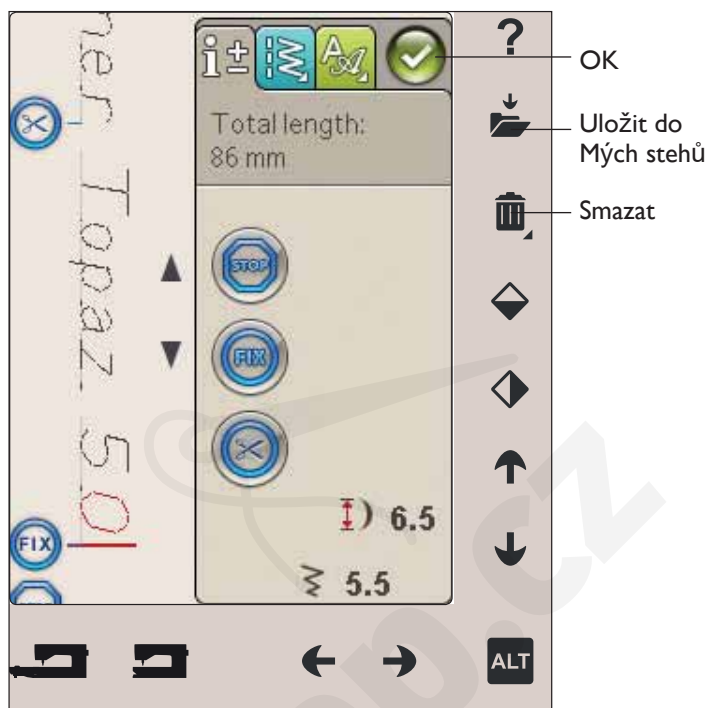 ner Topaz 50
FIX
i±
Total length:
86 mm
STOP
FIX
6.5
5.5
?
ALT
OK
Uložit do
Mých stehů
Smazat